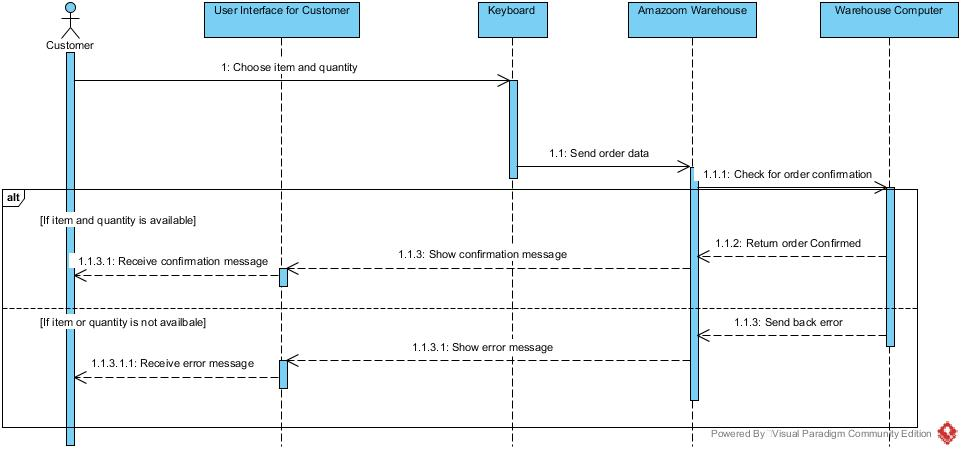 User Interface for Customer
Keyboard
Amazoom Warehouse
Warehouse Computer
Customer
1: Choose item and quantity
1.1: Send order data
1.1.1: Check for order confirmation
alt
[If item and quantity is available]
1.1.2: Return order Confirmed
1.1.3: Show confirmation message
1.1.3.1: Receive confirmation message
[If item or quantity is not availbale]
1.1.3: Send back error
1.1.3.1: Show error message
1.1.3.1.1: Receive error message
Powered By Visual Paradigm Community Edition